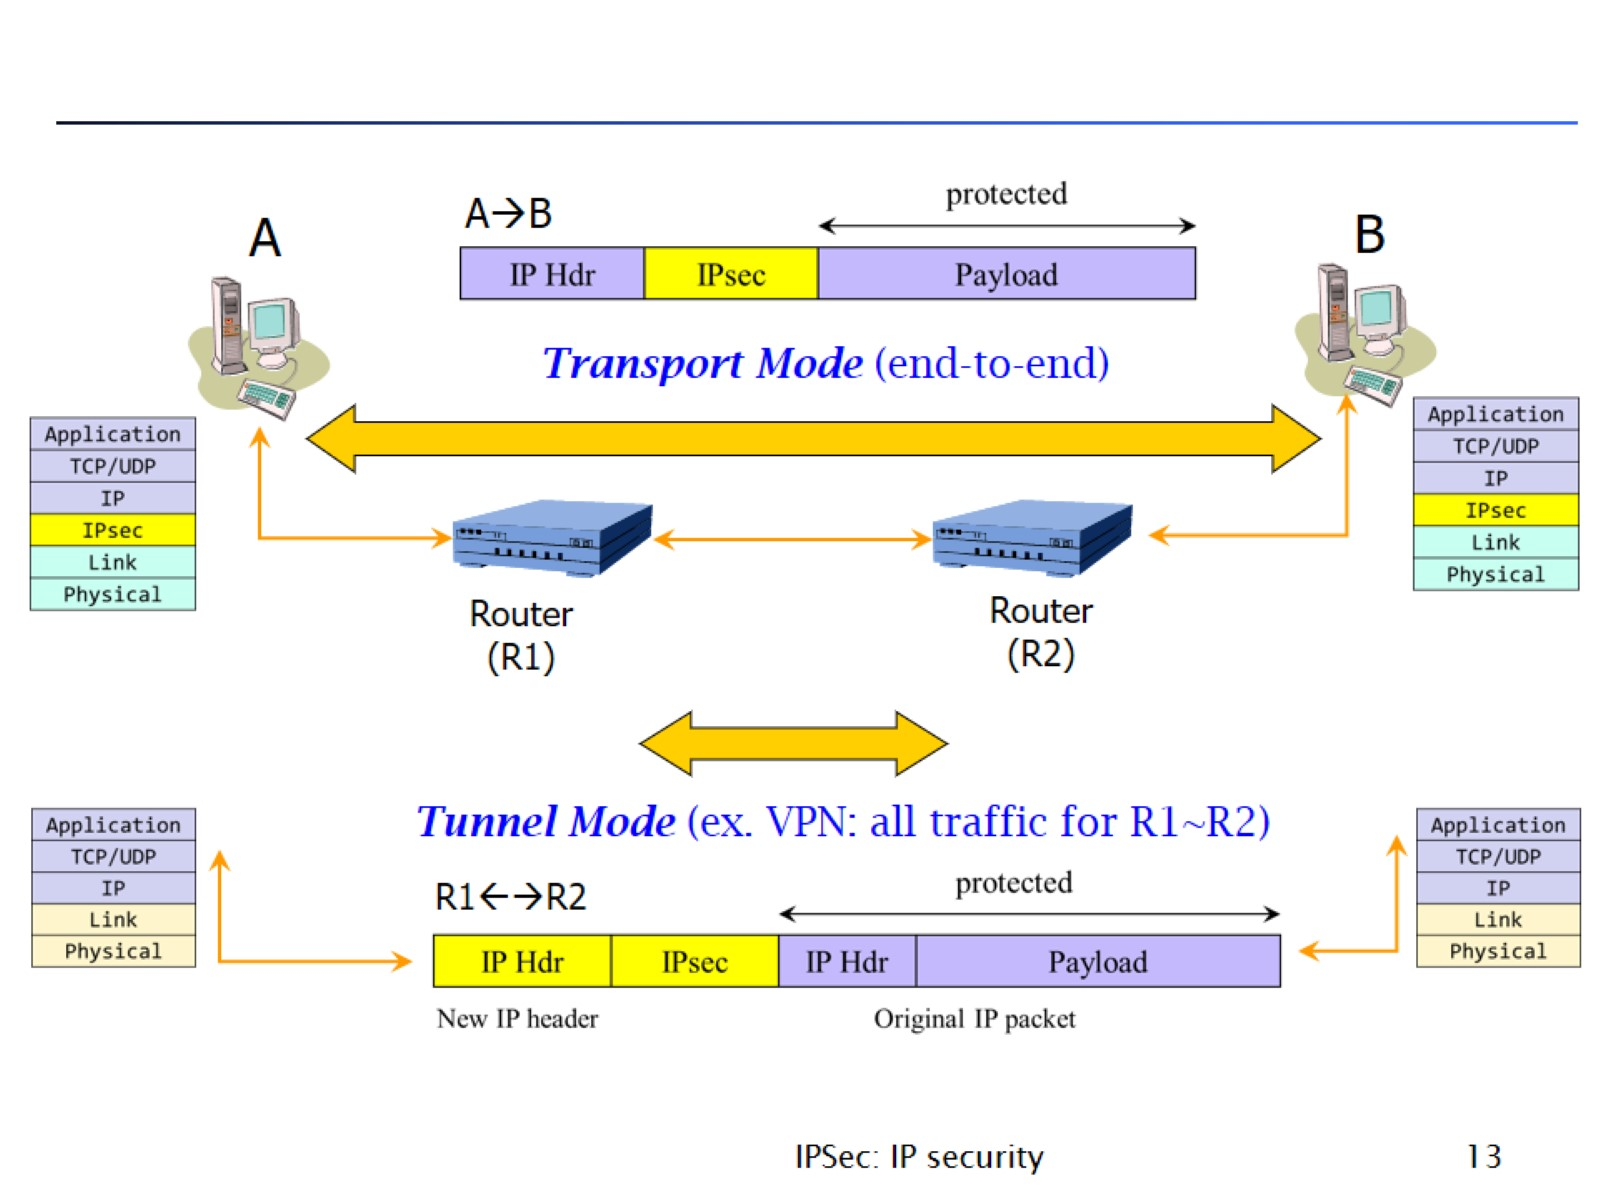 A→B
protected
A
B
IP Hdr IPsec Payload
Transport Mode (end-to-end)
Application
TCP/UDP
IP
IPsec
Link
Physical
Application
TCP/UDP
IP
IPsec
Link
Physical
Router
(R1)
Router
(R2)
Tunnel Mode (ex. VPN: all traffic for R1~R2)
Application
TCP/UDP
IP
Link
Physical
R1←→R2
protected
IP Hdr IPsec IP Hdr Payload
New IP header
Original IP packet
Application
TCP/UDP
IP
Link
Physical
IPSec: IP security
13